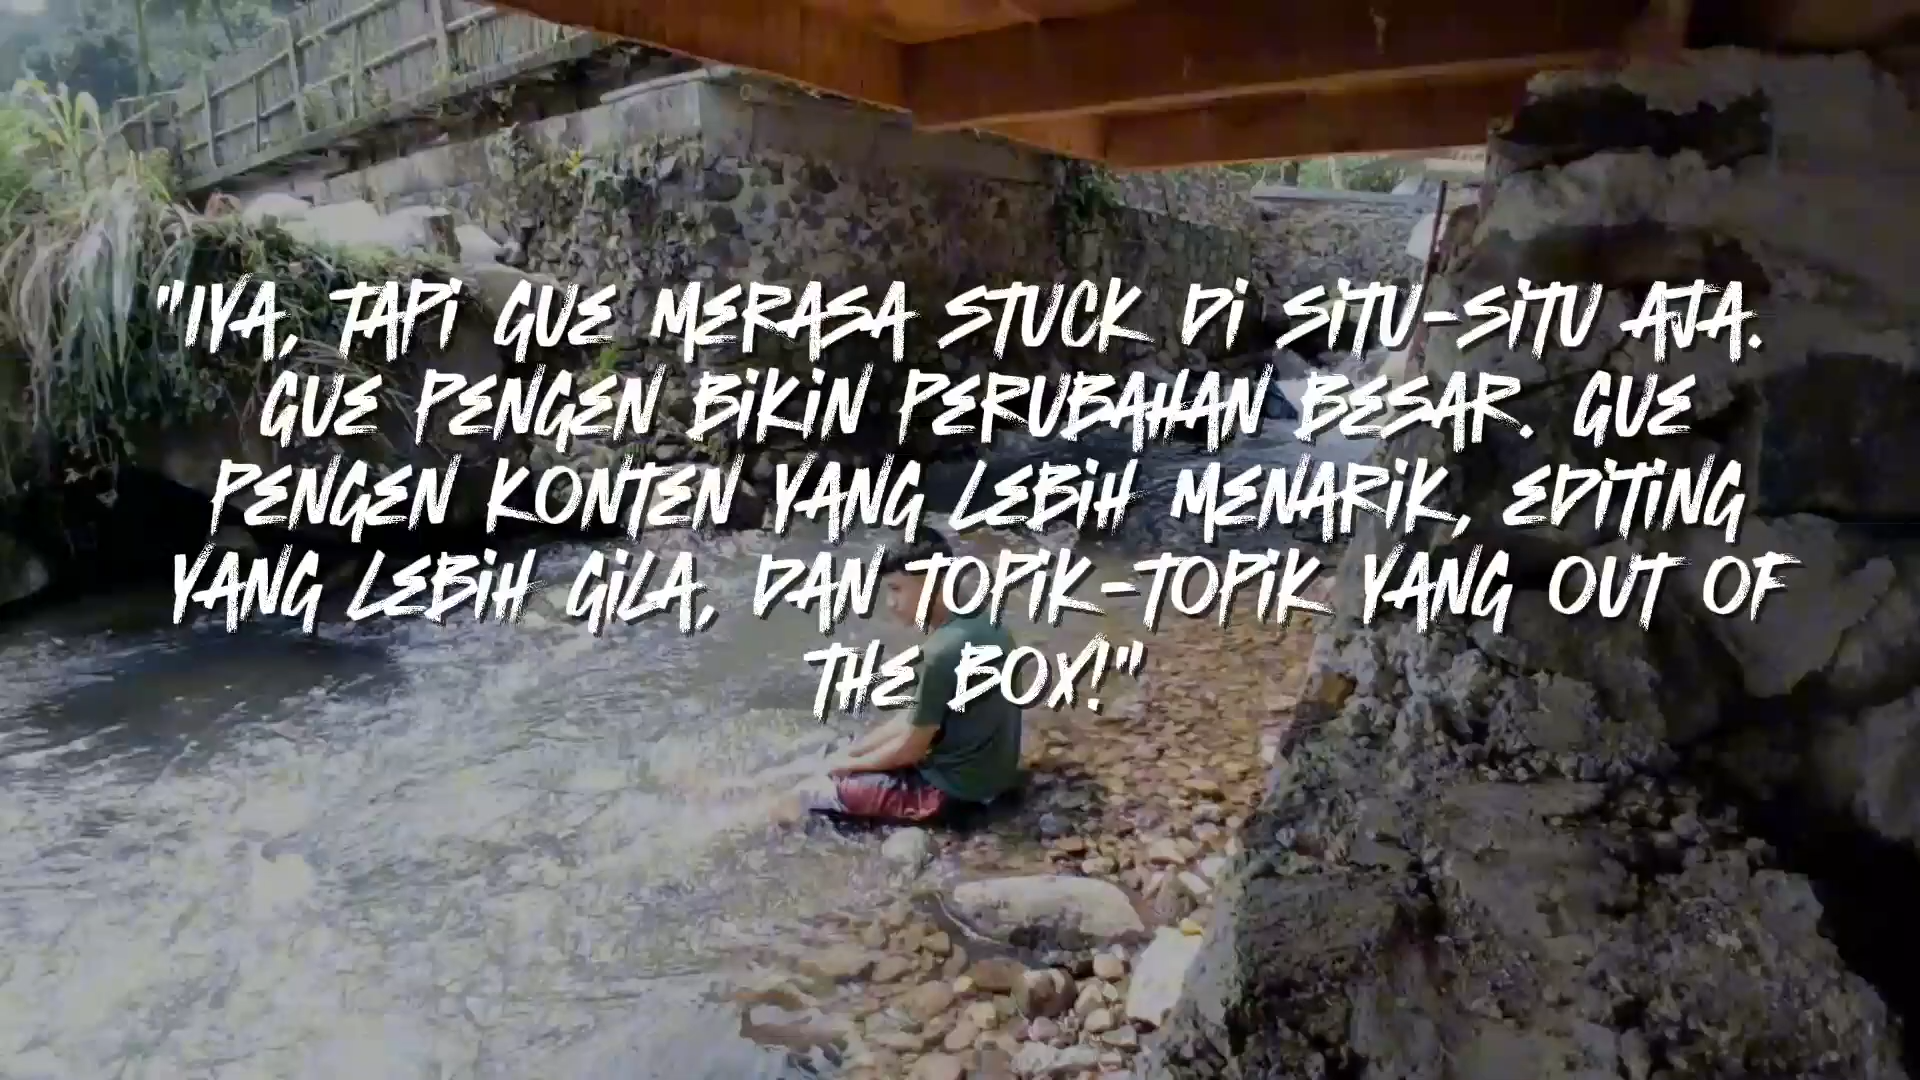 "IYA, TAPI GUE MERASA STUCK DI SITU-SITU AJA.
GUE PENGEN BIKIN PERUBAHAN BESAR. GUE
PENGEN KONTEN YANG LEBIH MENARIK, EDITING
YANG LEBIH GILA, DAN TOPIK-TOPIK YANG OUT OF
THE BOX!"